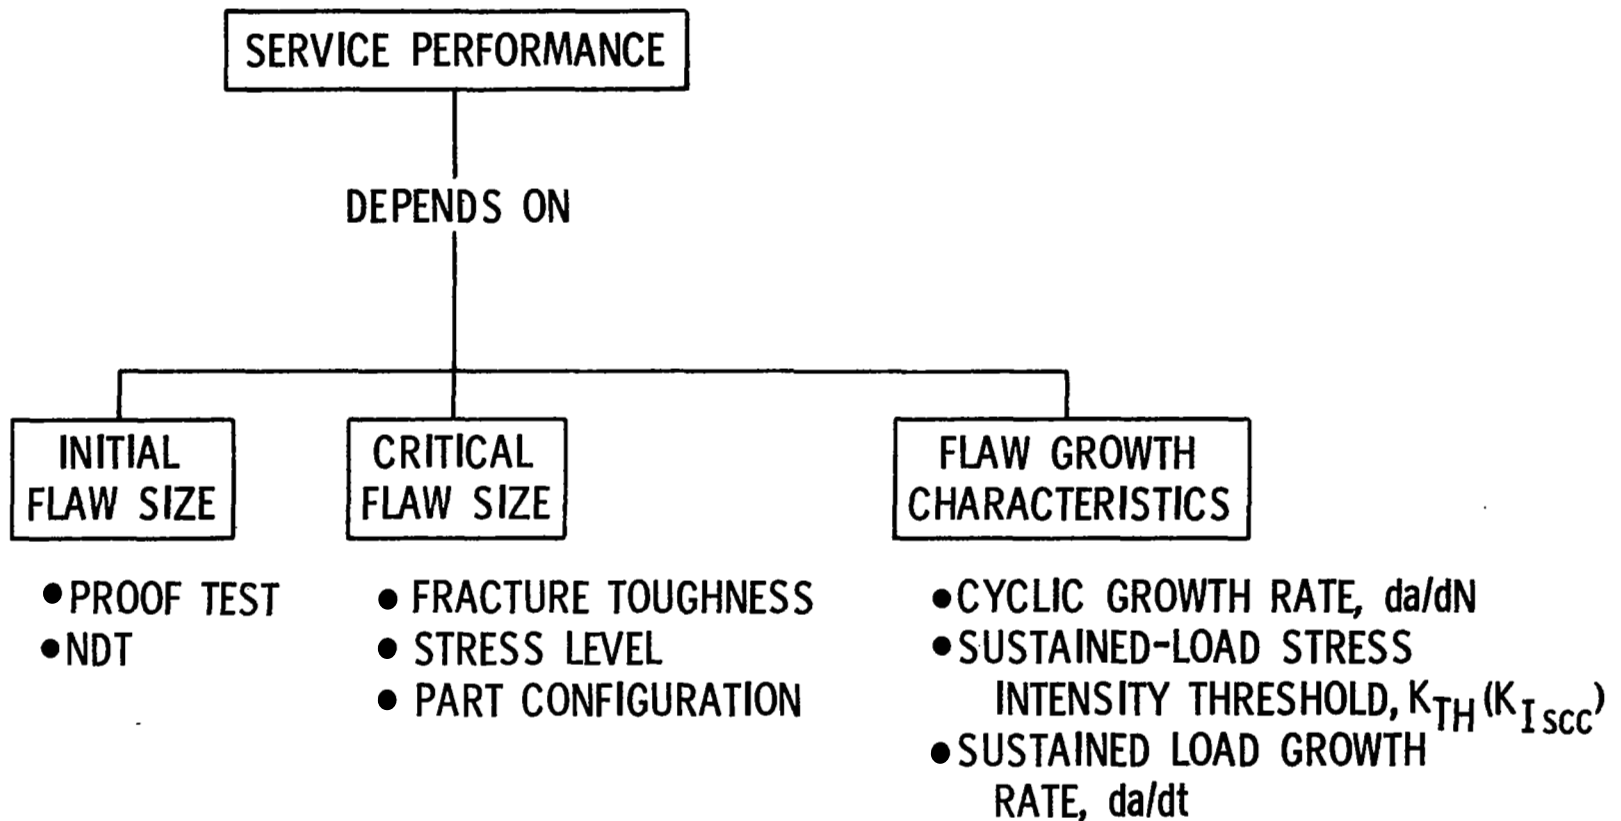 SERVICE PERFORMANCE
DEPENDS ON
INITIAL
FLAW SIZE
● PROOF TEST
● NDT
CRITICAL
FLAW SIZE
● FRACTURE TOUGHNESS
● STRESS LEVEL
● PART CONFIGURATION
FLAW GROWTH
CHARACTERISTICS
● CYCLIC GROWTH RATE, da/dN
● SUSTAINED-LOAD STRESS
INTENSITY THRESHOLD, K_TH (K_I SCC)
● SUSTAINED LOAD GROWTH
RATE, da/dt